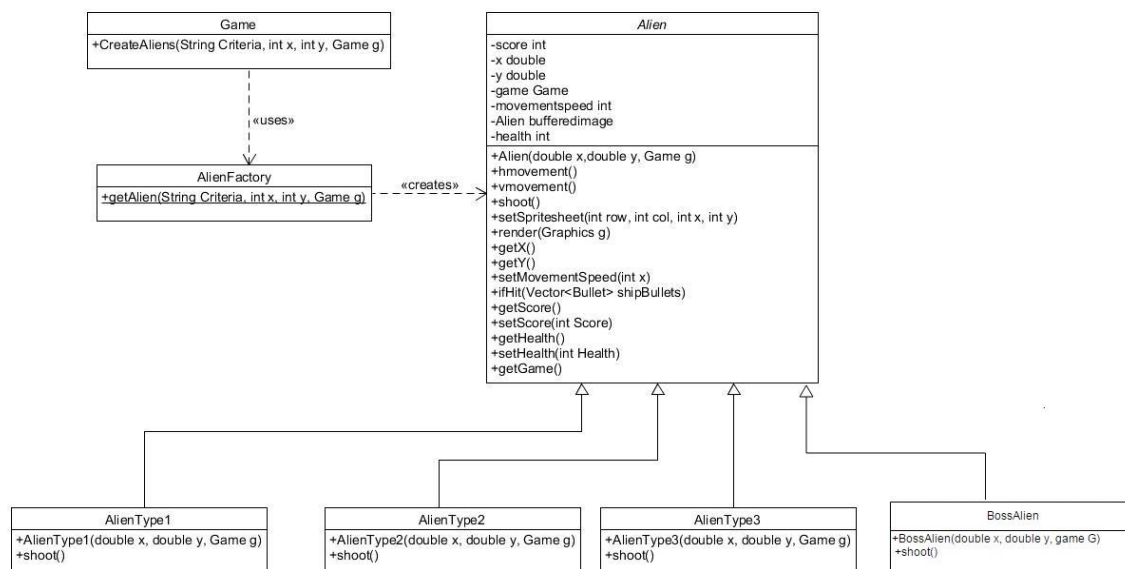 Game
+CreateAliens(String Criteria, int x, int y, Game g)
«uses»
AlienFactory
+getAlien(String Criteria, int x, int y, Game g)
«creates»
Alien
-score int
-x double
-y double
-game Game
-movementspeed int
-Alien bufferedimage
-health int
+Alien(double x,double y, Game g)
+hmovement()
+vmovement()
+shoot()
+setSpritesheet(int row, int col, int x, int y)
+render(Graphics g)
+getX()
+getY()
+setMovementSpeed(int x)
+ifHit(Vector<Bullet> shipBullets)
+getScore()
+setScore(int Score)
+getHealth()
+setHealth(int Health)
+getGame()
AlienType1
+AlienType1(double x, double y, Game g)
+shoot()
AlienType2
+AlienType2(double x, double y, Game g)
+shoot()
AlienType3
+AlienType3(double x, double y, Game g)
+shoot()
BossAlien
+BossAlien(double x, double y, game G)
+shoot()